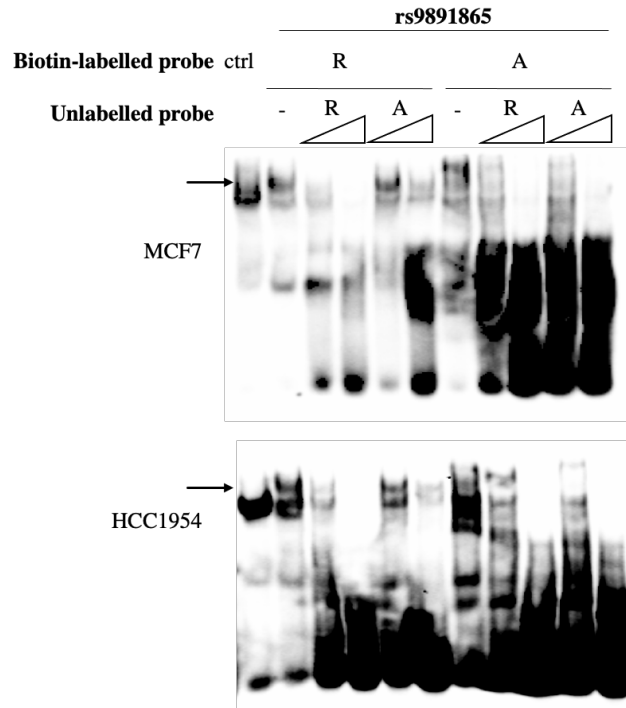 rs9891865
Biotin-labelled probe ctrl R A
Unlabelled probe - R A - R A
MCF7
HCC1954